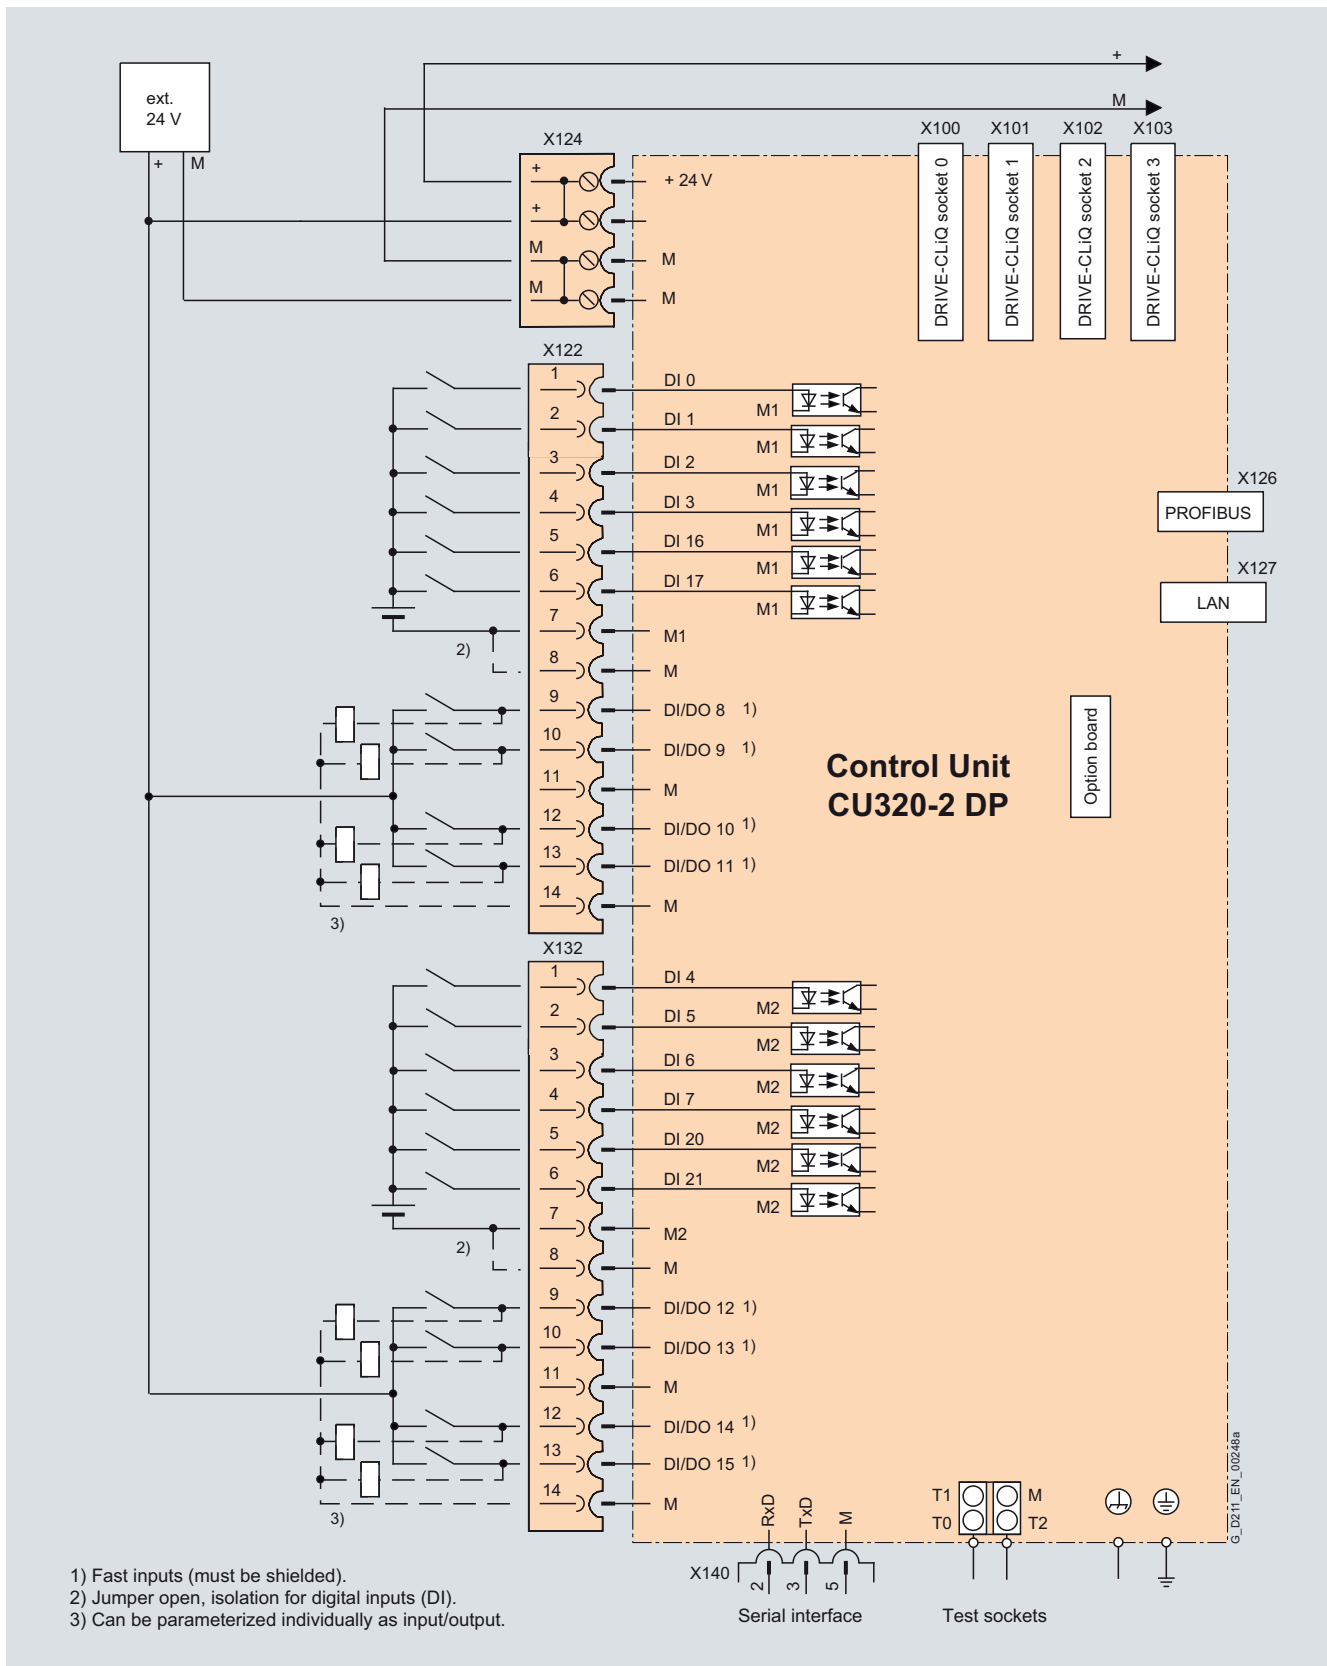 ext.
24 V
+ M
+
M
X124
+
+
M
M
+ 24 V
M
M
X100 X101 X102 X103
DRIVE-CLiQ socket 0
DRIVE-CLiQ socket 1
DRIVE-CLiQ socket 2
DRIVE-CLiQ socket 3
X122
1 DI 0 M1
2 DI 1 M1
3 DI 2 M1
4 DI 3 M1
5 DI 16 M1
6 DI 17 M1
7 M1
2)
8 M
9 DI/DO 8 1)
10 DI/DO 9 1)
11 M
12 DI/DO 10 1)
13 DI/DO 11 1)
14 M
3)
X126
PROFIBUS
X127
LAN
Option board
Control Unit
CU320-2 DP
X132
1 DI 4 M2
2 DI 5 M2
3 DI 6 M2
4 DI 7 M2
5 DI 20 M2
6 DI 21 M2
7 M2
2)
8 M
9 DI/DO 12 1)
10 DI/DO 13 1)
11 M
12 DI/DO 14 1)
13 DI/DO 15 1)
14 M
3)
RxD TxD M
X140
2 3 5
Serial interface
T1 M
T0 T2
Test sockets
G_D211_EN_00248a
1) Fast inputs (must be shielded).
2) Jumper open, isolation for digital inputs (DI).
3) Can be parameterized individually as input/output.